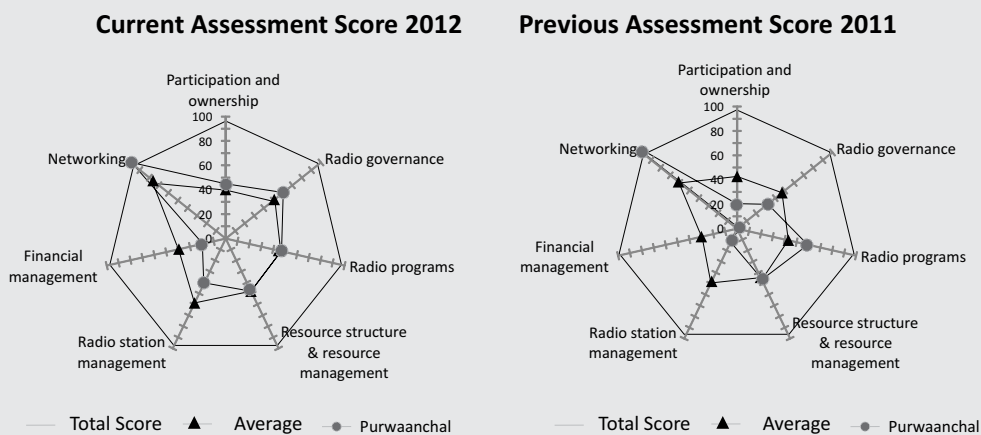 Current Assessment Score 2012
Participation and
ownership
100
80
60
40
20
0
Networking
Radio governance
Financial
management
Radio programs
Radio station
management
Resource structure
& resource
management
Total Score
Average
Purwaanchal
Previous Assessment Score 2011
Participation and
ownership
100
80
60
40
20
0
Networking
Radio governance
Financial
management
Radio programs
Radio station
management
Resource structure
& resource
management
Total Score
Average
Purwaanchal